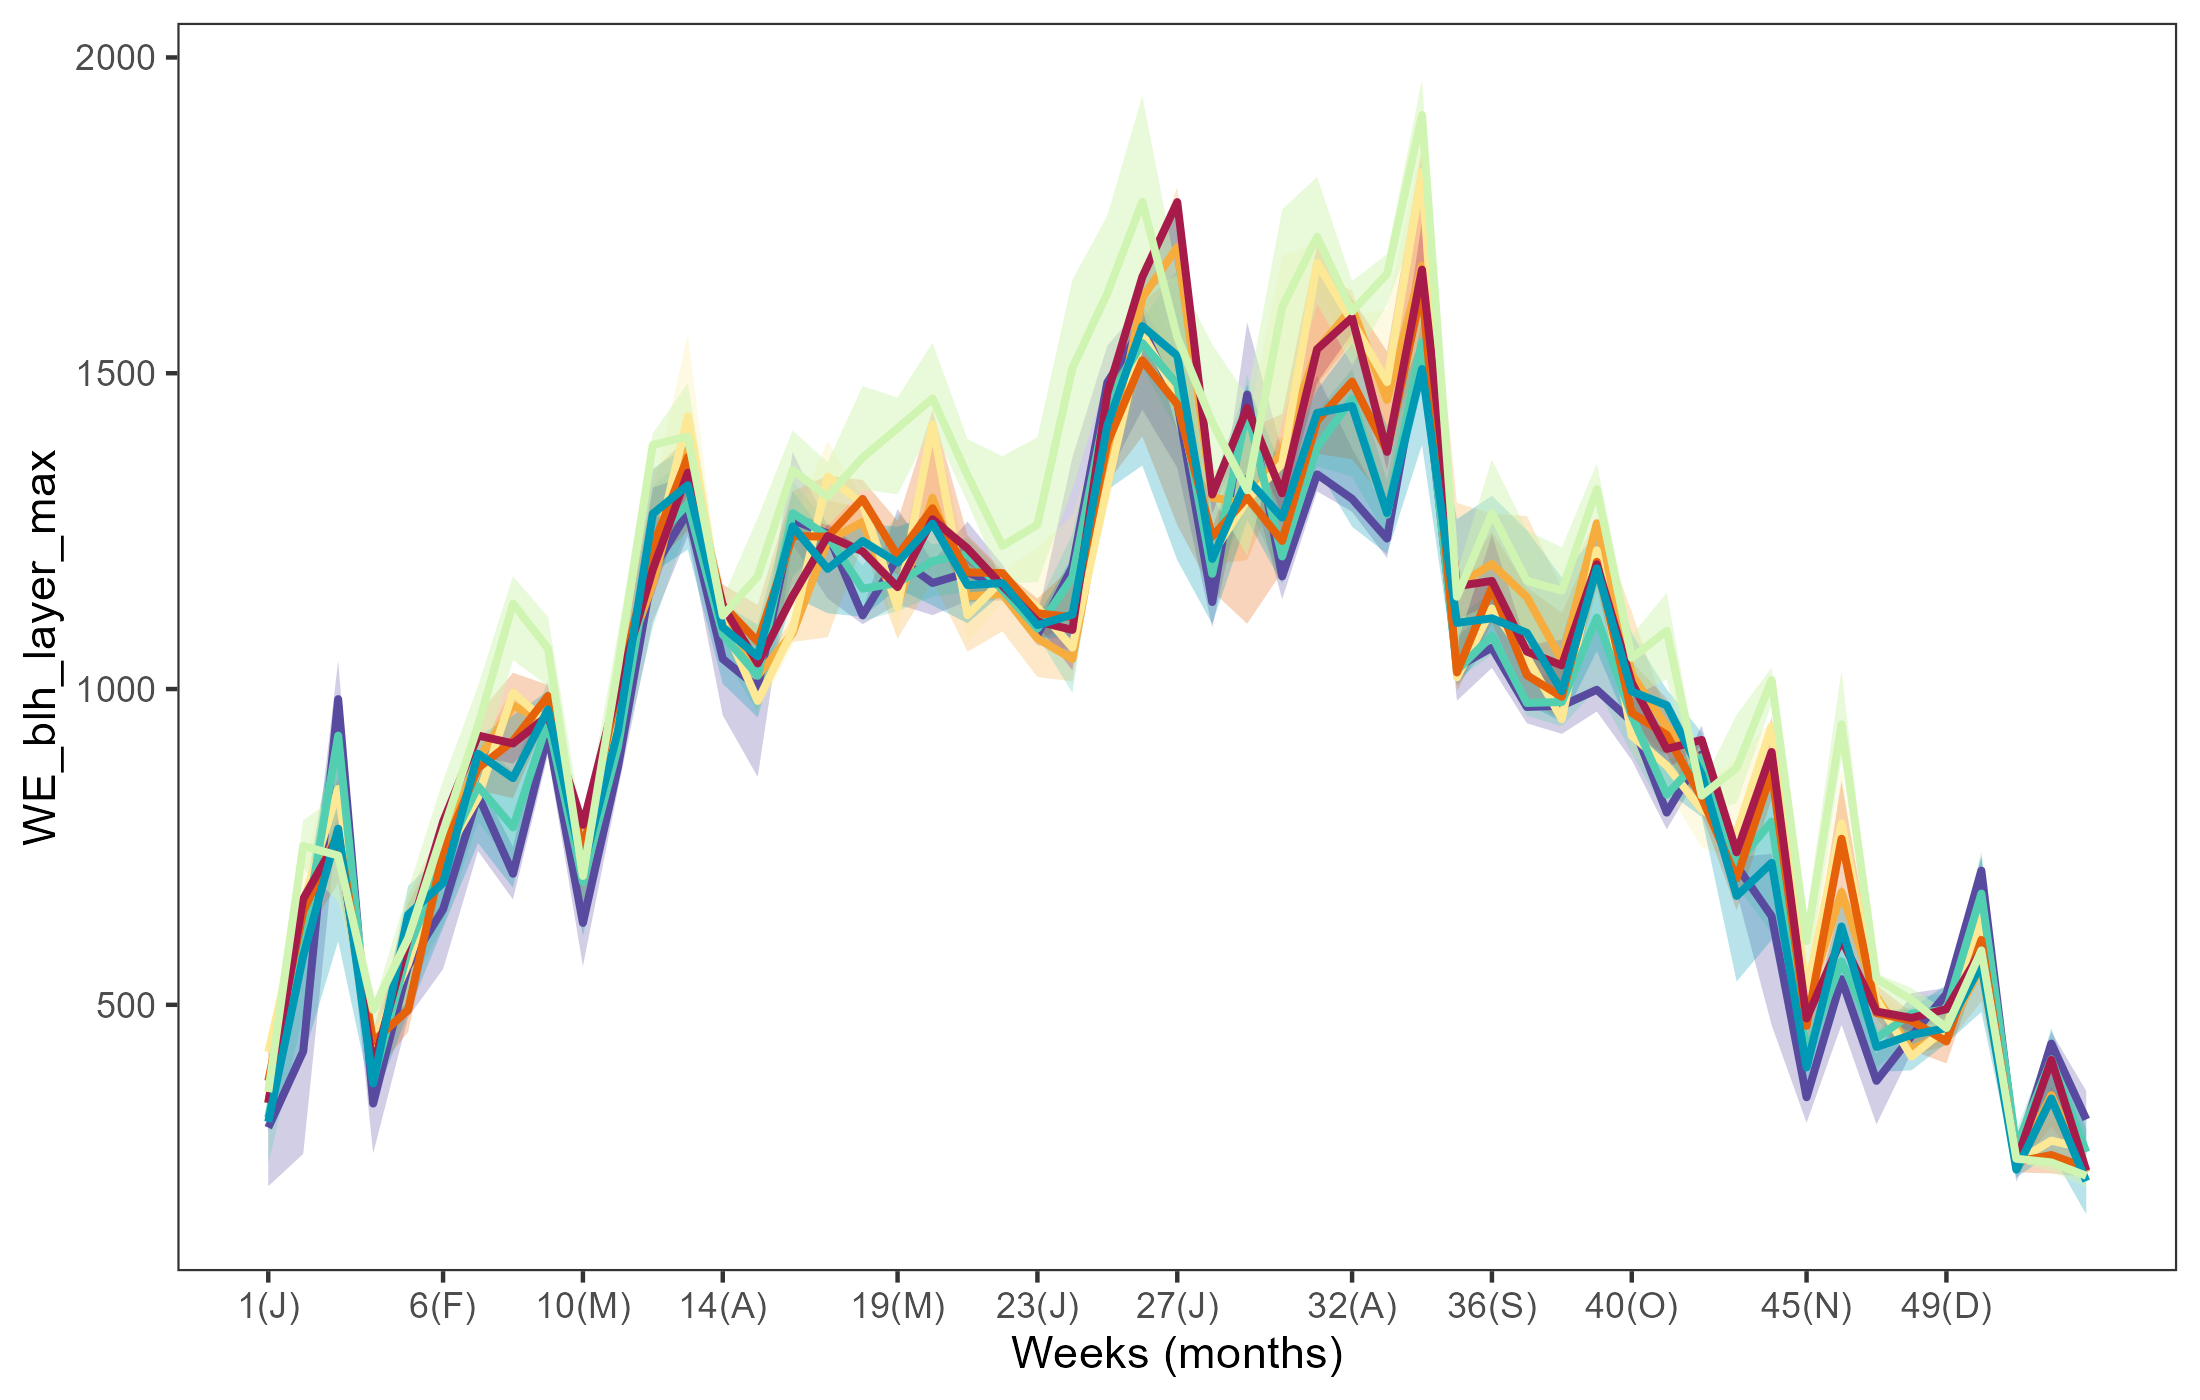 WE_blh_layer_max
2000
1500
1000
500
1(J) 6(F) 10(M) 14(A) 19(M) 23(J) 27(J) 32(A) 36(S) 40(O) 45(N) 49(D)
Weeks (months)